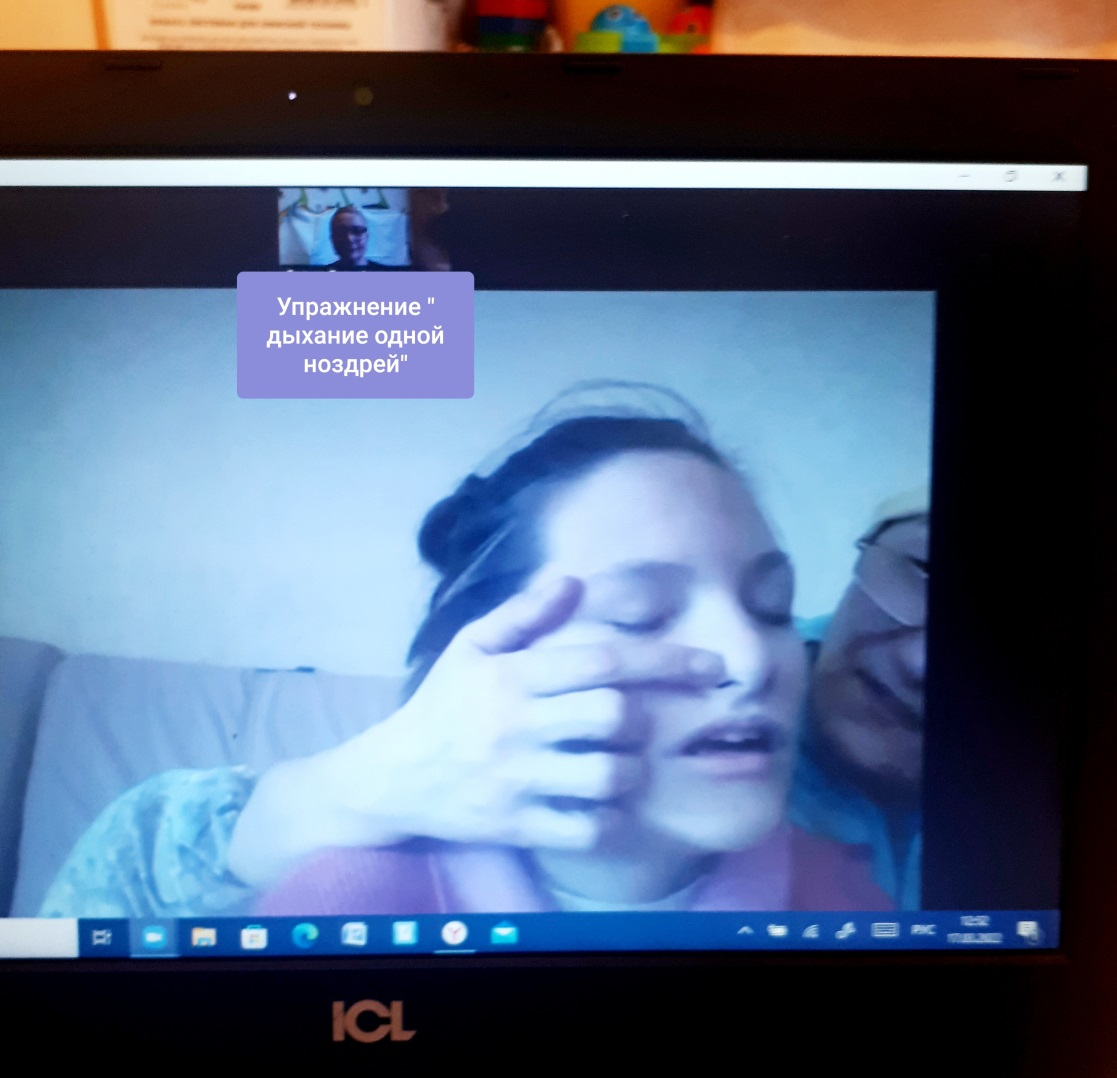 Упражнение "
дыхание одной
ноздрей"
РУС
ICL